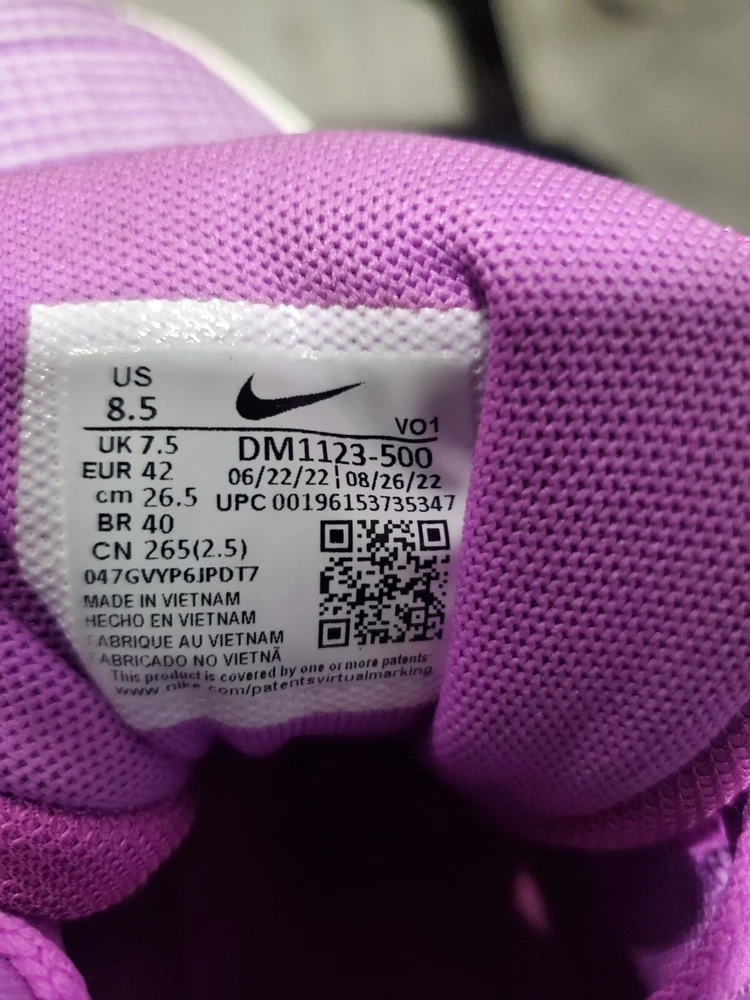 US
8.5
VO1
UK 7.5
DM1123-500
EUR 42
06/22/22 | 08/26/22
cm 26.5
UPC 00196153735347
BR 40
CN 265(2.5)
047GVYP6JPDT7
MADE IN VIETNAM
HECHO EN VIETNAM
FABRIQUE AU VIETNAM
FABRICADO NO VIETNÃ
This product is covered by one or more patents:
www.nike.com/patentsvirtualmarking